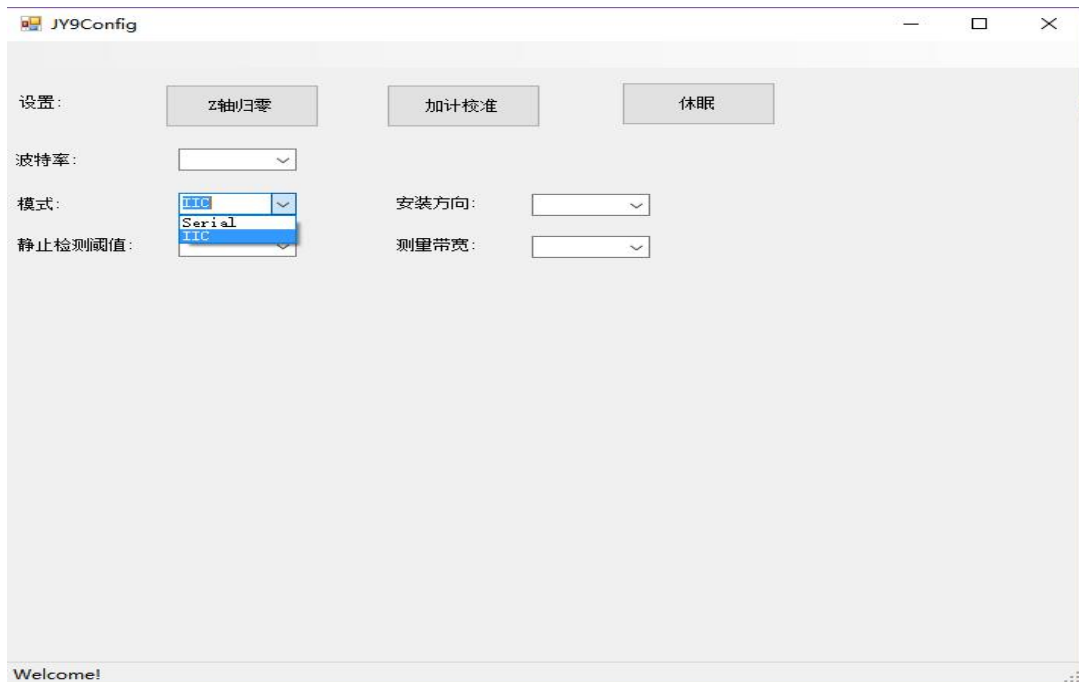 JY9Config
设置: Z轴归零 加计校准 休眠
波特率:
模式: IIC 安装方向:
Serial
IIC
静止检测阈值: 测量带宽:
Welcome!